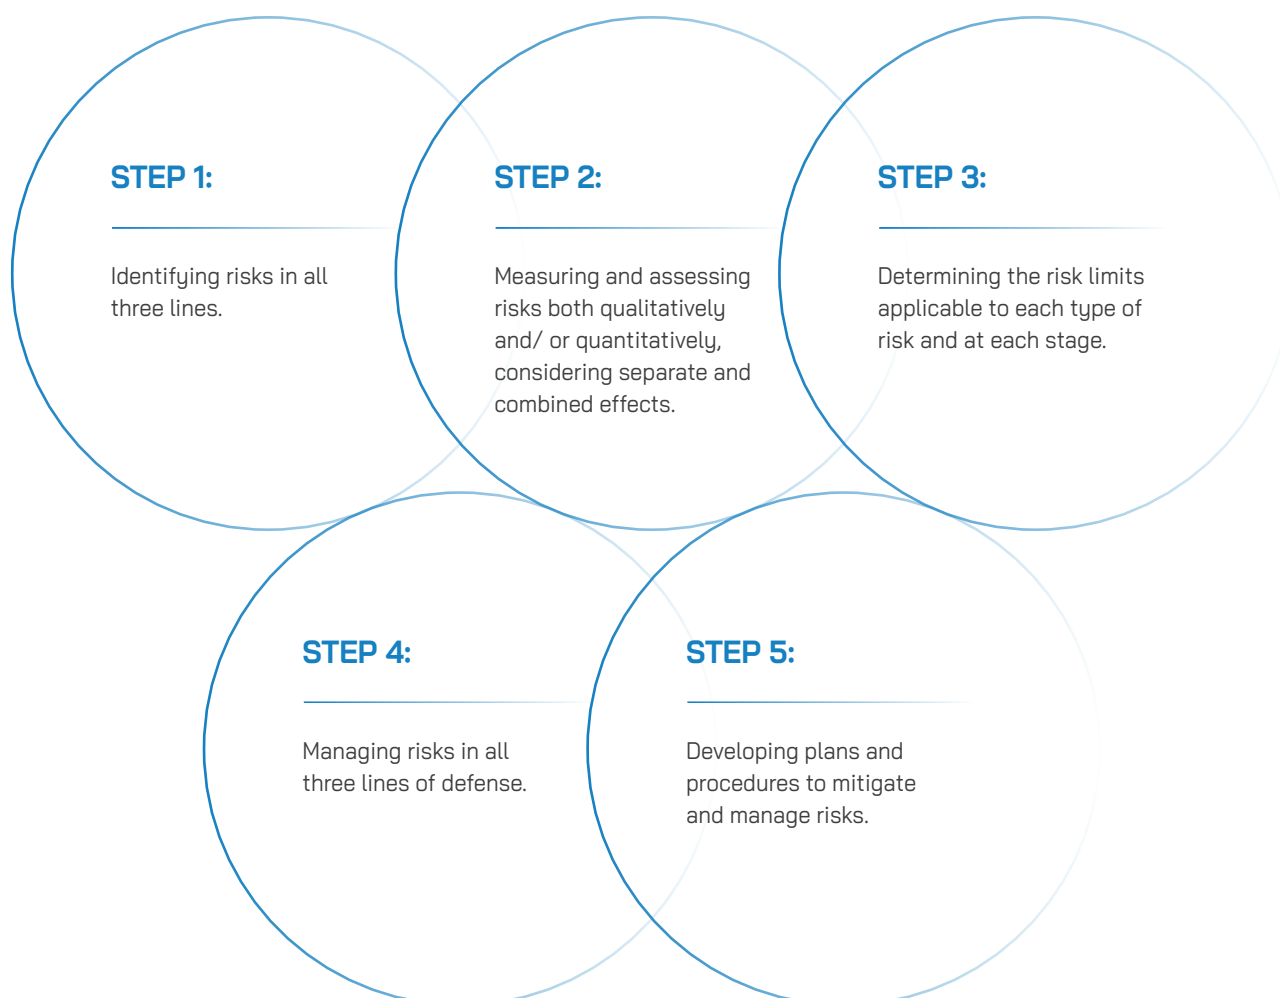 STEP 1:
Identifying risks in all
three lines.
STEP 2:
Measuring and assessing
risks both qualitatively
and/ or quantitatively,
considering separate and
combined effects.
STEP 3:
Determining the risk limits
applicable to each type of
risk and at each stage.
STEP 4:
Managing risks in all
three lines of defense.
STEP 5:
Developing plans and
procedures to mitigate
and manage risks.